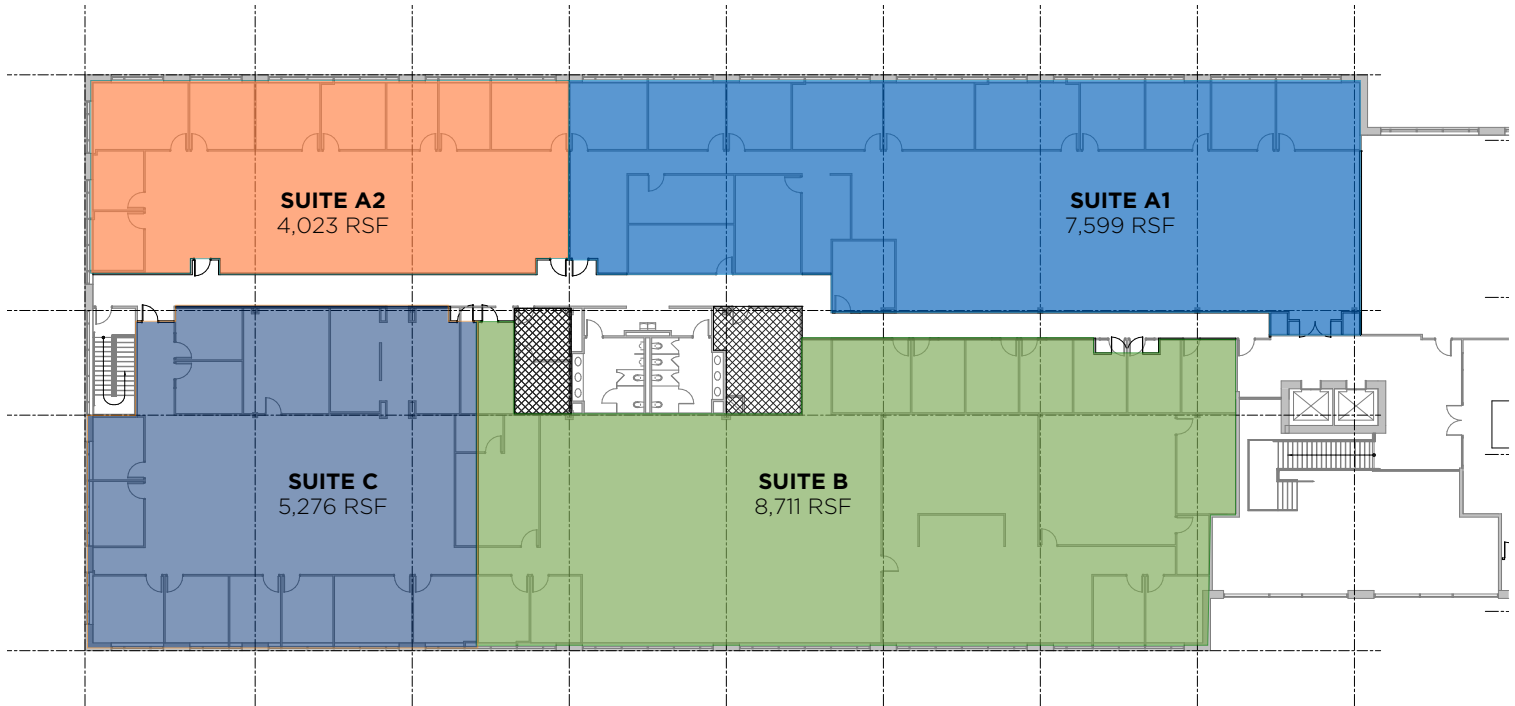 SUITE A2
4,023 RSF
SUITE A1
7,599 RSF
SUITE C
5,276 RSF
SUITE B
8,711 RSF